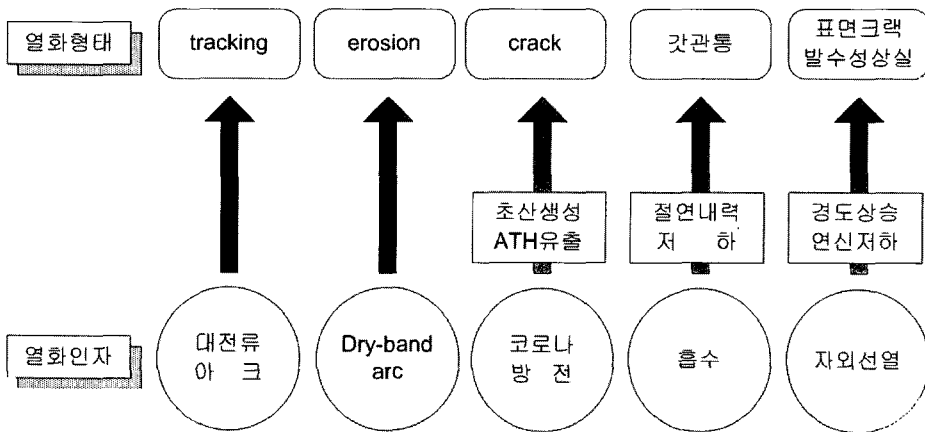 열화형태
tracking
erosion
crack
갓관통
표면크랙
발수성상실
초산생성
ATH유출
절연내력
저 하
경도상승
연신저하
열화인자
대전류
아 크
Dry-band
arc
코로나
방 전
흡수
자외선열